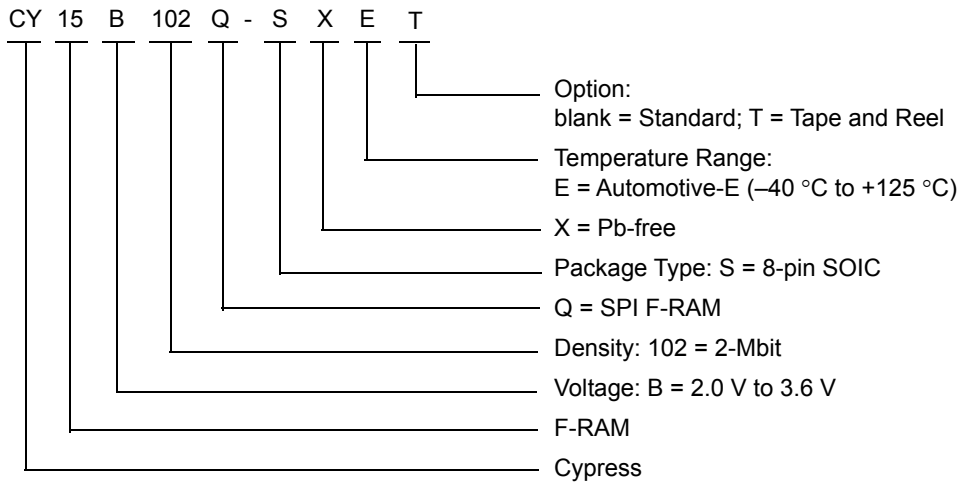 CY 15 B 102 Q - S X E T
Option:
blank = Standard; T = Tape and Reel
Temperature Range:
E = Automotive-E (–40 °C to +125 °C)
X = Pb-free
Package Type: S = 8-pin SOIC
Q = SPI F-RAM
Density: 102 = 2-Mbit
Voltage: B = 2.0 V to 3.6 V
F-RAM
Cypress